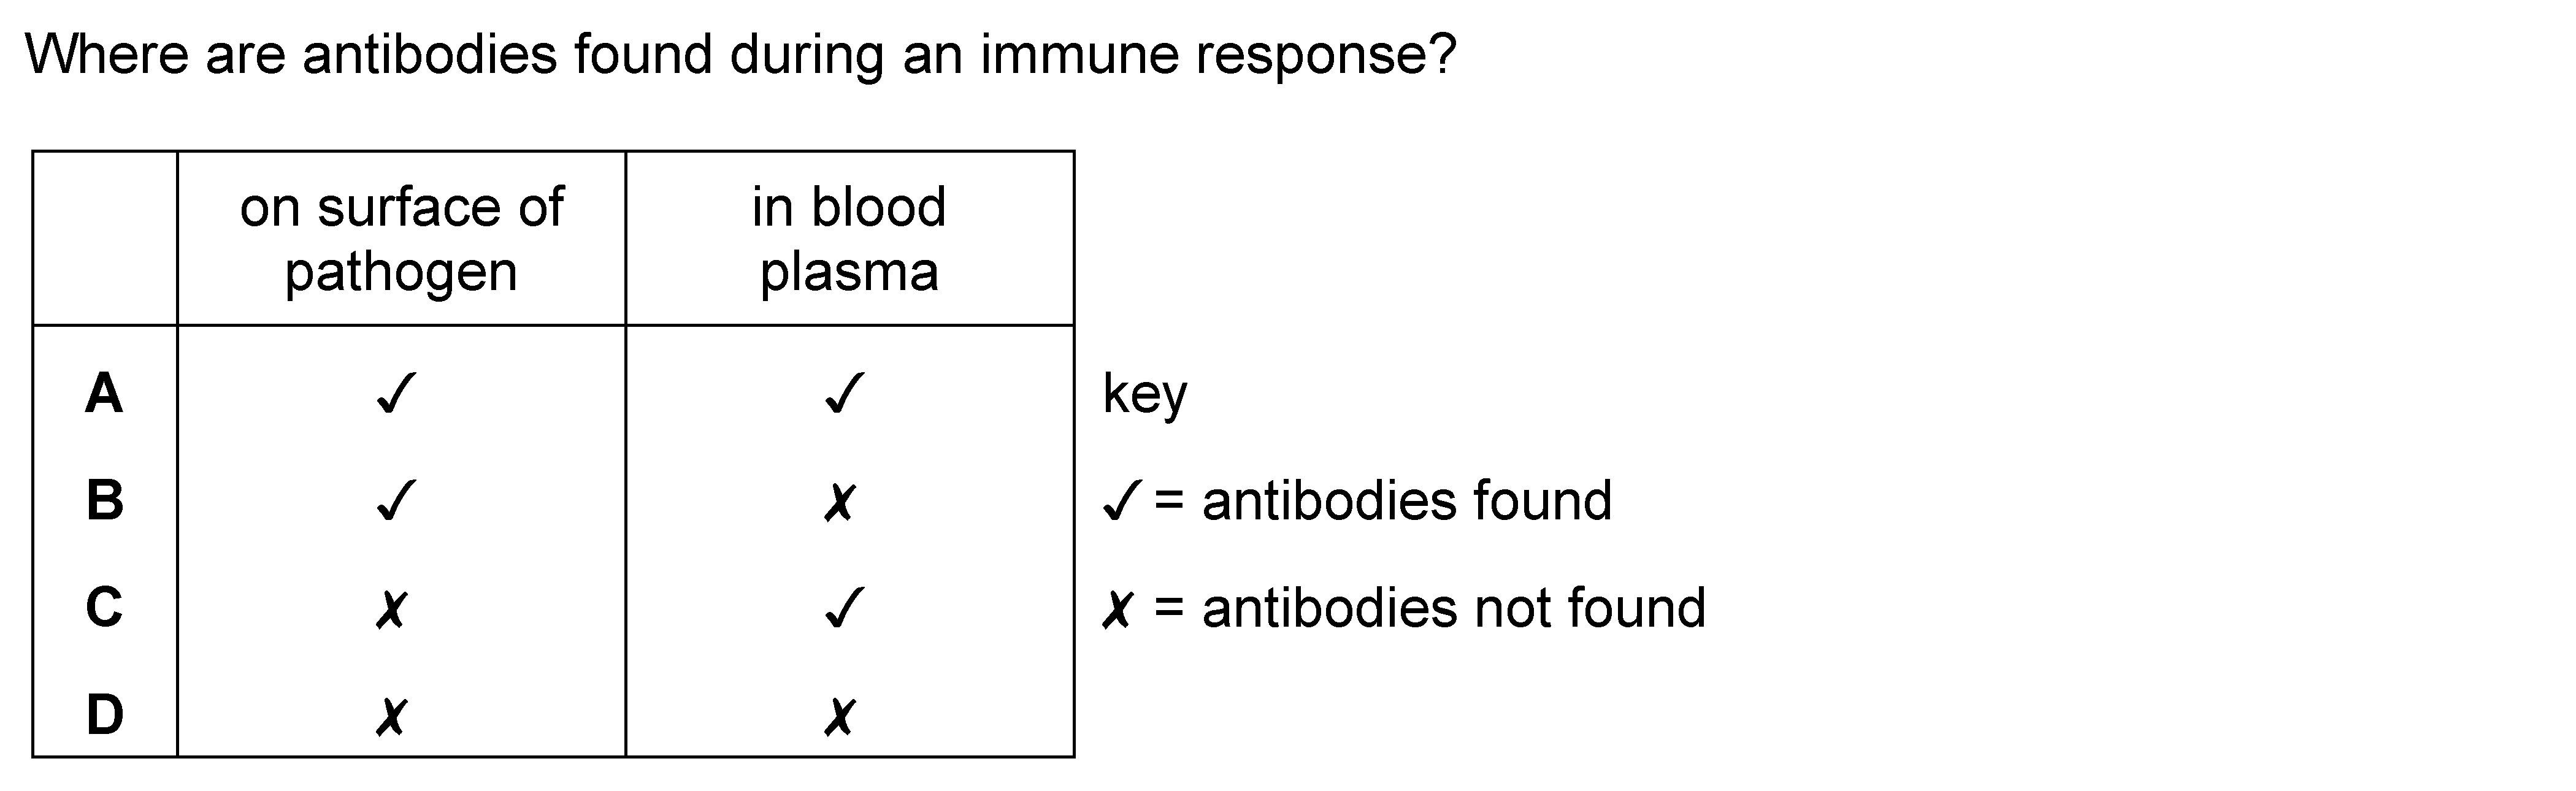 Where are antibodies found during an immune response?
on surface of pathogen in blood plasma
A ✓ ✓ key
B ✓ ✗ ✓ = antibodies found
C ✗ ✓ ✗ = antibodies not found
D ✗ ✗